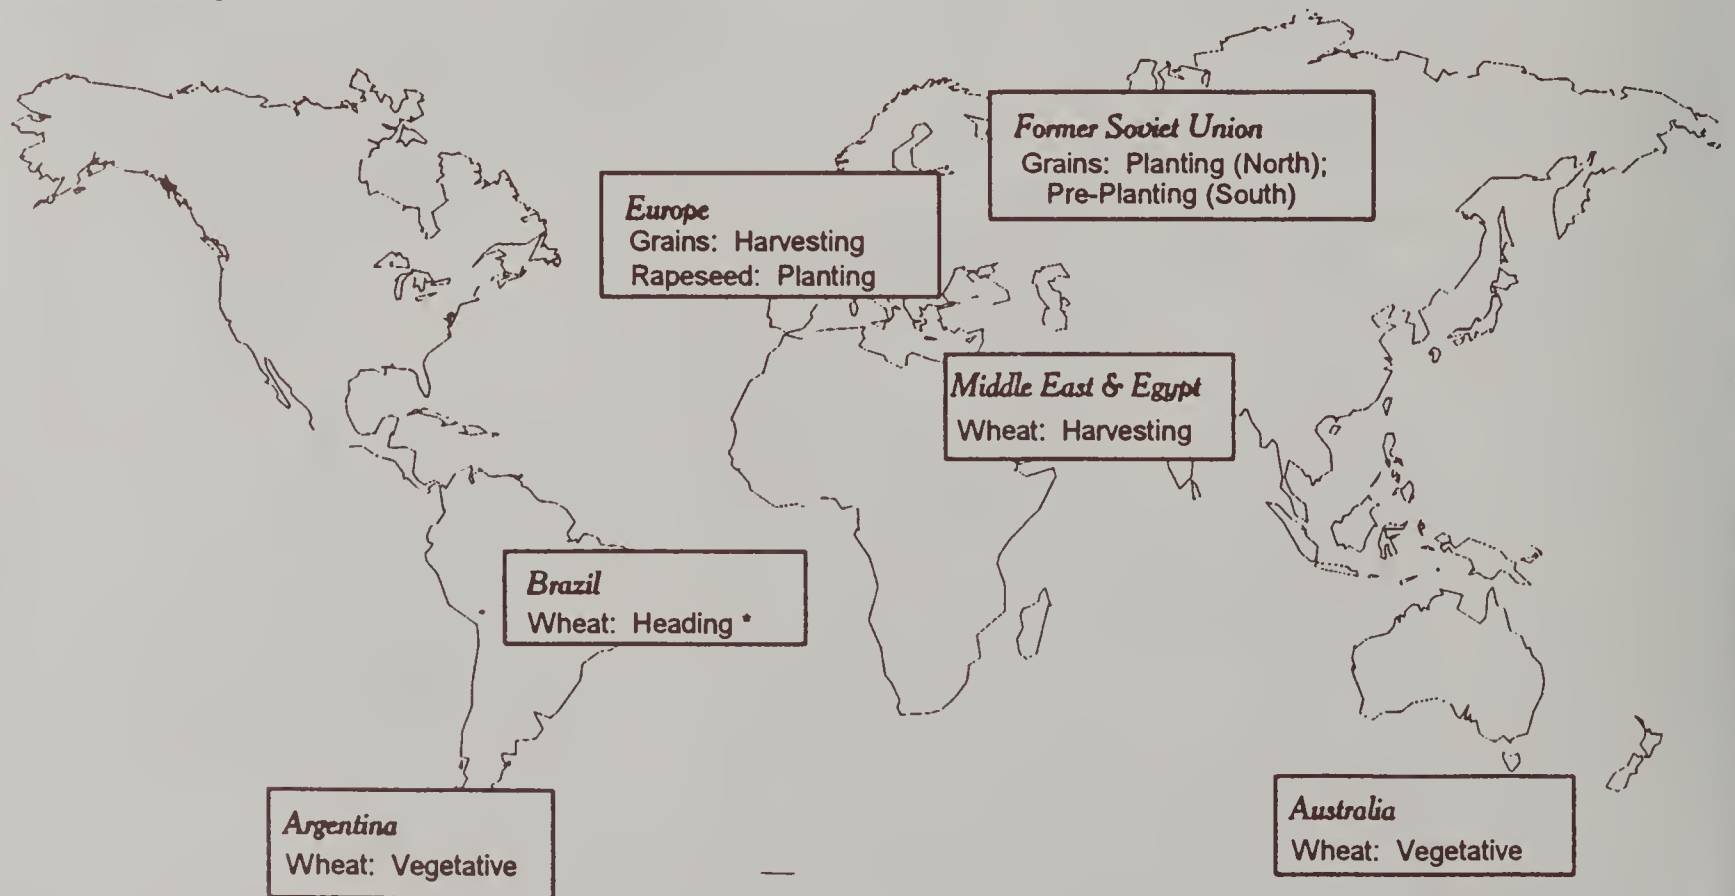 Former Soviet Union
Grains: Planting (North);
Pre-Planting (South)
Europe
Grains: Harvesting
Rapeseed: Planting
Middle East & Egypt
Wheat: Harvesting
Brazil
Wheat: Heading *
Argentina
Wheat: Vegetative
Australia
Wheat: Vegetative